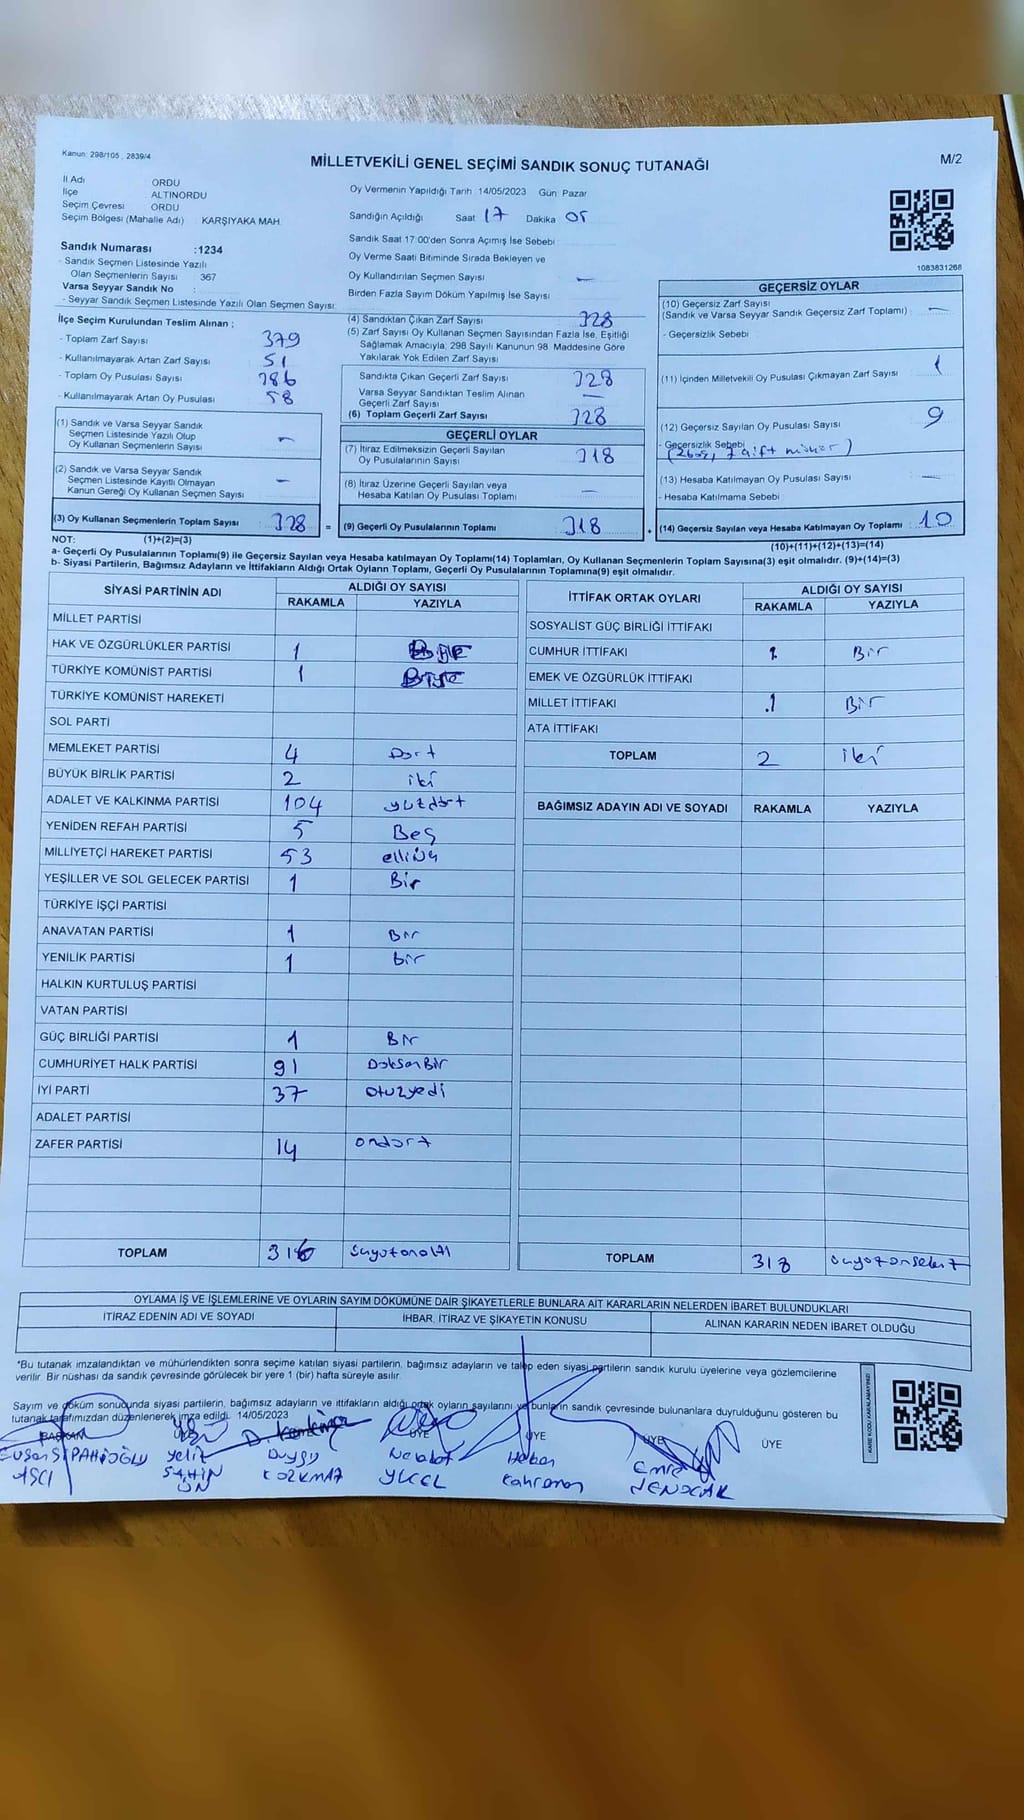 Kanun: 298/105 , 2839/4
MİLLETVEKİLİ GENEL SEÇİMİ SANDIK SONUÇ TUTANAĞI
M/2
İl Adı ORDU
İlçe ALTINORDU
Seçim Çevresi ORDU
Seçim Bölgesi (Mahalle Adı) KARŞIYAKA MAH.
Oy Vermenin Yapıldığı Tarih 14/05/2023 Gün: Pazar
Sandığın Açıldığı Saat 17 Dakika 05
Sandık Saat 17:00'den Sonra Açımış İse Sebebi
Oy Verme Saati Bitiminde Sırada Bekleyen ve
Oy Kullandırılan Seçmen Sayısı —
Birden Fazla Sayım Döküm Yapılmış İse Sayısı
1083831268
Sandık Numarası :1234
- Sandık Seçmen Listesinde Yazılı
Olan Seçmenlerin Sayısı 367
Varsa Seyyar Sandık No :
- Seyyar Sandık Seçmen Listesinde Yazılı Olan Seçmen Sayısı:
İlçe Seçim Kurulundan Teslim Alınan ;
- Toplam Zarf Sayısı 379
- Kullanılmayarak Artan Zarf Sayısı 51
- Toplam Oy Pusulası Sayısı 386
- Kullanılmayarak Artan Oy Pusulası 58
(1) Sandık ve Varsa Seyyar Sandık
Seçmen Listesinde Yazılı Olup
Oy Kullanan Seçmenlerin Sayısı —
(2) Sandık ve Varsa Seyyar Sandık
Seçmen Listesinde Kayıtlı Olmayan
Kanun Gereği Oy Kullanan Seçmen Sayısı —
(3) Oy Kullanan Seçmenlerin Toplam Sayısı : 328 =
(4) Sandıktan Çıkan Zarf Sayısı 328
(5) Zarf Sayısı Oy Kullanan Seçmen Sayısından Fazla İse, Eşitliği
Sağlamak Amacıyla, 298 Sayılı Kanunun 98. Maddesine Göre
Yakılarak Yok Edilen Zarf Sayısı
Sandıkta Çıkan Geçerli Zarf Sayısı 328
Varsa Seyyar Sandıktan Teslim Alınan
Geçerli Zarf Sayısı —
(6) Toplam Geçerli Zarf Sayısı 328
GEÇERLİ OYLAR
(7) İtiraz Edilmeksizin Geçerli Sayılan
Oy Pusulalarının Sayısı 318
(8) İtiraz Üzerine Geçerli Sayılan veya
Hesaba Katılan Oy Pusulası Toplamı —
(9) Geçerli Oy Pusulalarının Toplamı 318 +
GEÇERSİZ OYLAR
(10) Geçersiz Zarf Sayısı
(Sandık ve Varsa Seyyar Sandık Geçersiz Zarf Toplamı) : —
- Geçersizlik Sebebi
(11) İçinden Milletvekili Oy Pusulası Çıkmayan Zarf Sayısı 1
(12) Geçersiz Sayılan Oy Pusulası Sayısı 9
- Geçersizlik Sebebi
(2boş, 7 çift mühür)
(13) Hesaba Katılmayan Oy Pusulası Sayısı —
- Hesaba Katılmama Sebebi
(14) Geçersiz Sayılan veya Hesaba Katılmayan Oy Toplamı : 10
NOT: (1)+(2)=(3)
(10)+(11)+(12)+(13)=(14)
a- Geçerli Oy Pusulalarının Toplamı(9) ile Geçersiz Sayılan veya Hesaba katılmayan Oy Toplamı(14) Toplamları, Oy Kullanan Seçmenlerin Toplam Sayısına(3) eşit olmalıdır. (9)+(14)=(3)
b- Siyasi Partilerin, Bağımsız Adayların ve İttifakların Aldığı Ortak Oyların Toplamı, Geçerli Oy Pusulalarının Toplamına(9) eşit olmalıdır.
SİYASİ PARTİNİN ADI ALDIĞI OY SAYISI
RAKAMLA YAZIYLA
MİLLET PARTİSİ
HAK VE ÖZGÜRLÜKLER PARTİSİ 1
TÜRKİYE KOMÜNİST PARTİSİ 1
TÜRKİYE KOMÜNİST HAREKETİ
SOL PARTİ
MEMLEKET PARTİSİ 4 Dört
BÜYÜK BİRLİK PARTİSİ 2 iki
ADALET VE KALKINMA PARTİSİ 104 yüzdört
YENİDEN REFAH PARTİSİ 5 Beş
MİLLİYETÇİ HAREKET PARTİSİ 53 elliüç
YEŞİLLER VE SOL GELECEK PARTİSİ 1 Bir
TÜRKİYE İŞÇİ PARTİSİ
ANAVATAN PARTİSİ 1 Bir
YENİLİK PARTİSİ 1 bir
HALKIN KURTULUŞ PARTİSİ
VATAN PARTİSİ
GÜÇ BİRLİĞİ PARTİSİ 1 Bir
CUMHURİYET HALK PARTİSİ 91 DoksanBir
İYİ PARTİ 37 otuzyedi
ADALET PARTİSİ
ZAFER PARTİSİ 14 ondört
TOPLAM 316 üçyüzonaltı
İTTİFAK ORTAK OYLARI ALDIĞI OY SAYISI
RAKAMLA YAZIYLA
SOSYALİST GÜÇ BİRLİĞİ İTTİFAKI
CUMHUR İTTİFAKI 1 Bir
EMEK VE ÖZGÜRLÜK İTTİFAKI
MİLLET İTTİFAKI 1 Bir
ATA İTTİFAKI
TOPLAM 2 iki
BAĞIMSIZ ADAYIN ADI VE SOYADI RAKAMLA YAZIYLA
TOPLAM 318 üçyüzonsekiz
OYLAMA İŞ VE İŞLEMLERİNE VE OYLARIN SAYIM DÖKÜMÜNE DAİR ŞİKAYETLERLE BUNLARA AİT KARARLARIN NELERDEN İBARET BULUNDUKLARI
İTİRAZ EDENİN ADI VE SOYADI İHBAR, İTİRAZ VE ŞİKAYETİN KONUSU ALINAN KARARIN NEDEN İBARET OLDUĞU
*Bu tutanak imzalandıktan ve mühürlendikten sonra seçime katılan siyasi partilerin, bağımsız adayların ve talep eden siyasi partilerin sandık kurulu üyelerine veya gözlemcilerine
verilir. Bir nüshası da sandık çevresinde görülecek bir yere 1 (bir) hafta süreyle asılır.
Sayım ve döküm sonucunda siyasi partilerin, bağımsız adayların ve ittifakların aldığı ortak oyların sayılarını ve bunların sandık çevresinde bulunanlara duyrulduğunu gösteren bu
tutanak tarafımızdan düzenlenerek imza edildi. 14/05/2023
BAŞKAN ÜYE ÜYE ÜYE ÜYE ÜYE
SİPAHİOĞLU Yeliz Duygu Hakan Emre
AŞCI ŞAHİN KORKMAZ YÜCEL Kahraman ŞENOCAK
ÜN
KARE KODU KARALAMAYINIZ!